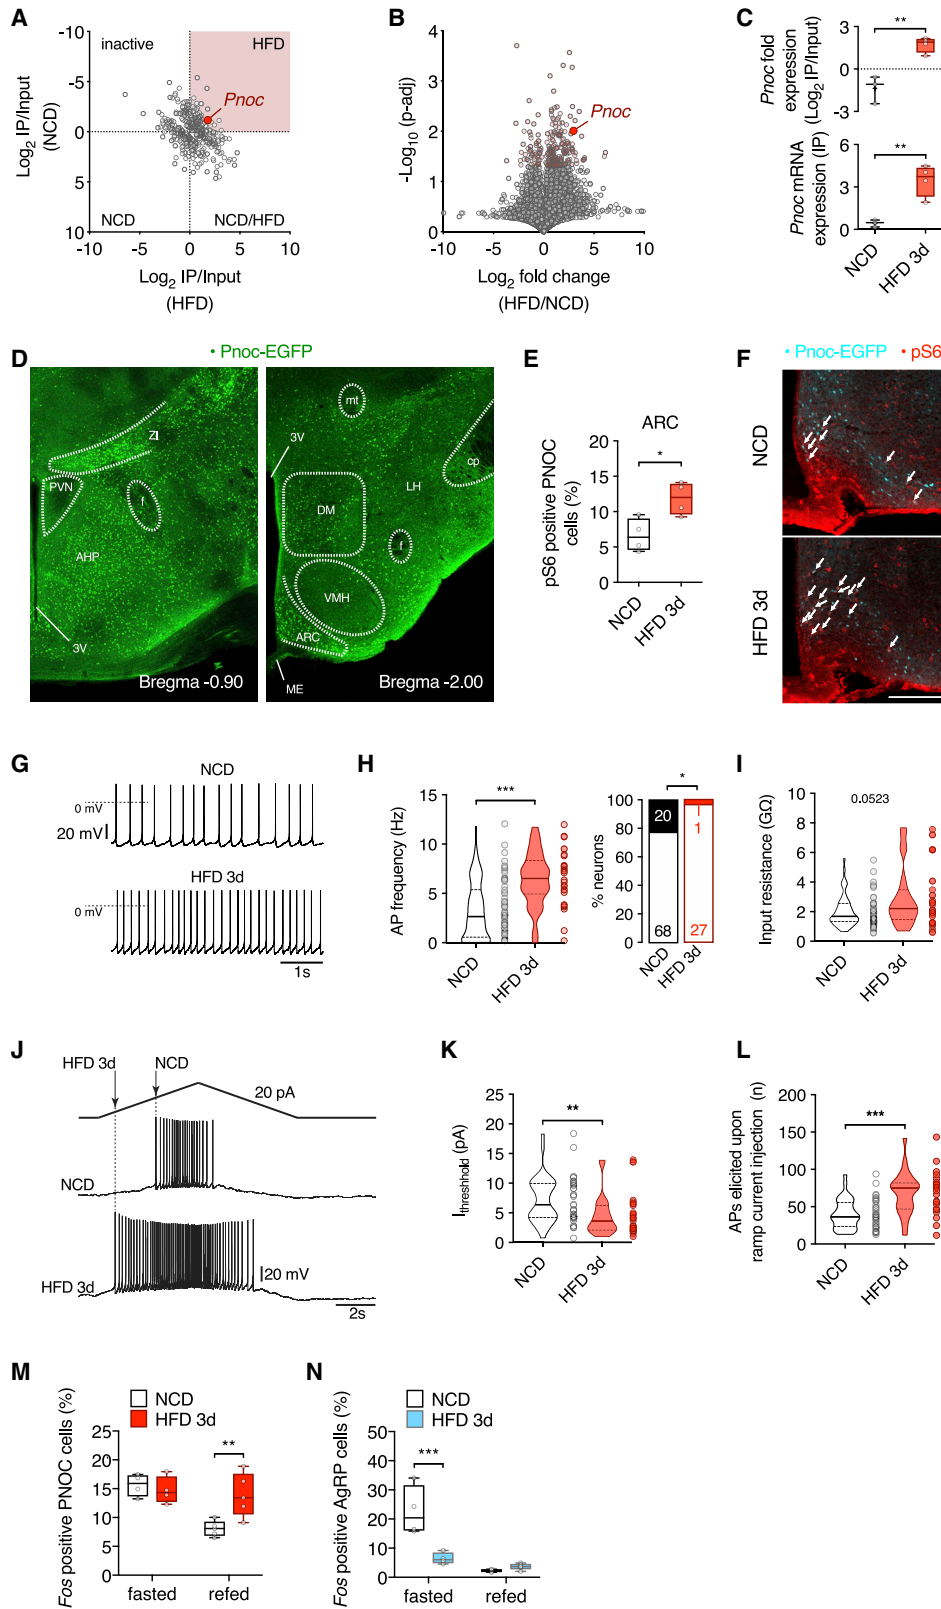 A
inactive
HFD
Pnoc
Log2 IP/Input
(NCD)
-10
-5
0
5
10
NCD
NCD/HFD
-10
-5
0
5
10
Log2 IP/Input
(HFD)
B
-Log10 (p-adj)
4
3
2
1
0
Pnoc
-10
-5
0
5
10
Log2 fold change
(HFD/NCD)
C
Pnoc fold
expression
(Log2 IP/Input)
3
0
-3
**
Pnoc mRNA
expression (IP)
6
3
0
**
NCD
HFD 3d
D
• Pnoc-EGFP
ZI
PVN
f
AHP
3V
Bregma -0.90
mt
3V
cp
LH
DM
f
VMH
ARC
ME
Bregma -2.00
E
ARC
pS6 positive PNOC
cells (%)
20
15
10
5
0
*
NCD
HFD 3d
F
• Pnoc-EGFP • pS6
NCD
HFD 3d
G
NCD
0 mV
20 mV
HFD 3d
0 mV
1s
H
AP frequency (Hz)
15
10
5
0
***
NCD
HFD 3d
% neurons
100
80
60
40
20
0
*
20
1
68
27
NCD
HFD 3d
I
Input resistance (GΩ)
10
8
6
4
2
0
0.0523
NCD
HFD 3d
J
HFD 3d
NCD
20 pA
NCD
20 mV
HFD 3d
2s
K
Ithreshhold (pA)
25
20
15
10
5
0
**
NCD
HFD 3d
L
APs elicited upon
ramp current injection (n)
200
150
100
50
0
***
NCD
HFD 3d
M
NCD
HFD 3d
Fos positive PNOC cells (%)
25
20
15
10
5
0
**
fasted
refed
N
NCD
HFD 3d
Fos positive AgRP cells (%)
50
40
30
20
10
0
***
fasted
refed